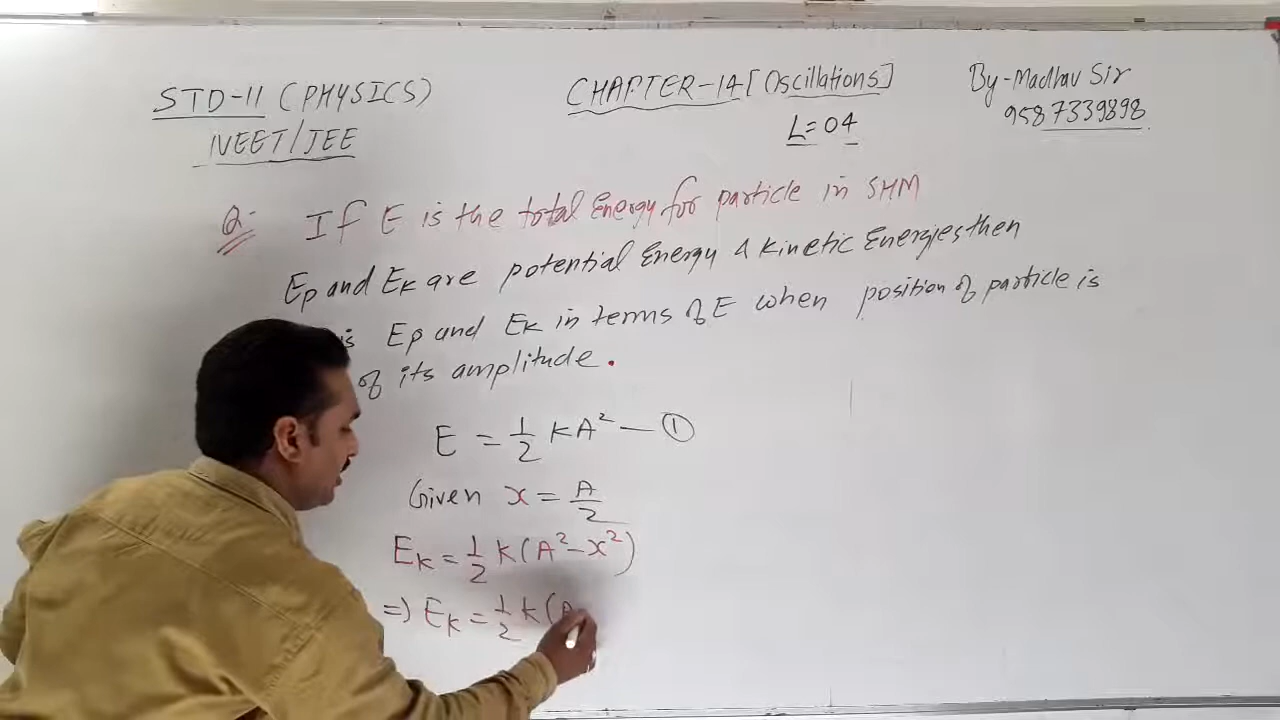 STD-11 (PHYSICS)
NEET/JEE
CHAPTER-14 [Oscillations]
L=04
By-Madhav Sir
9587339898
Q:- If E is the total Energy for particle in SHM
Ep and Ek are potential Energy & kinetic Energies then
is Ep and Ek in terms of E when position of particle is
of its amplitude.
E = 1/2 KA² — ①
Given x = A/2
Ek = 1/2 K(A² - x²)
=) Ek = 1/2 K(A